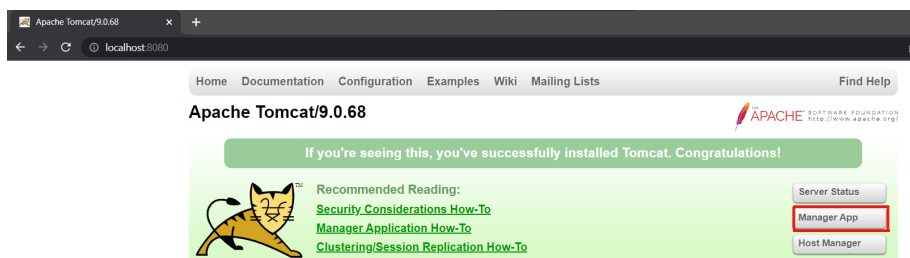 Apache Tomcat/9.0.68
localhost:8080
Home Documentation Configuration Examples Wiki Mailing Lists Find Help
Apache Tomcat/9.0.68
THE
APACHE SOFTWARE FOUNDATION
http://www.apache.org/
If you're seeing this, you've successfully installed Tomcat. Congratulations!
TM
Recommended Reading:
Security Considerations How-To
Manager Application How-To
Clustering/Session Replication How-To
Server Status
Manager App
Host Manager